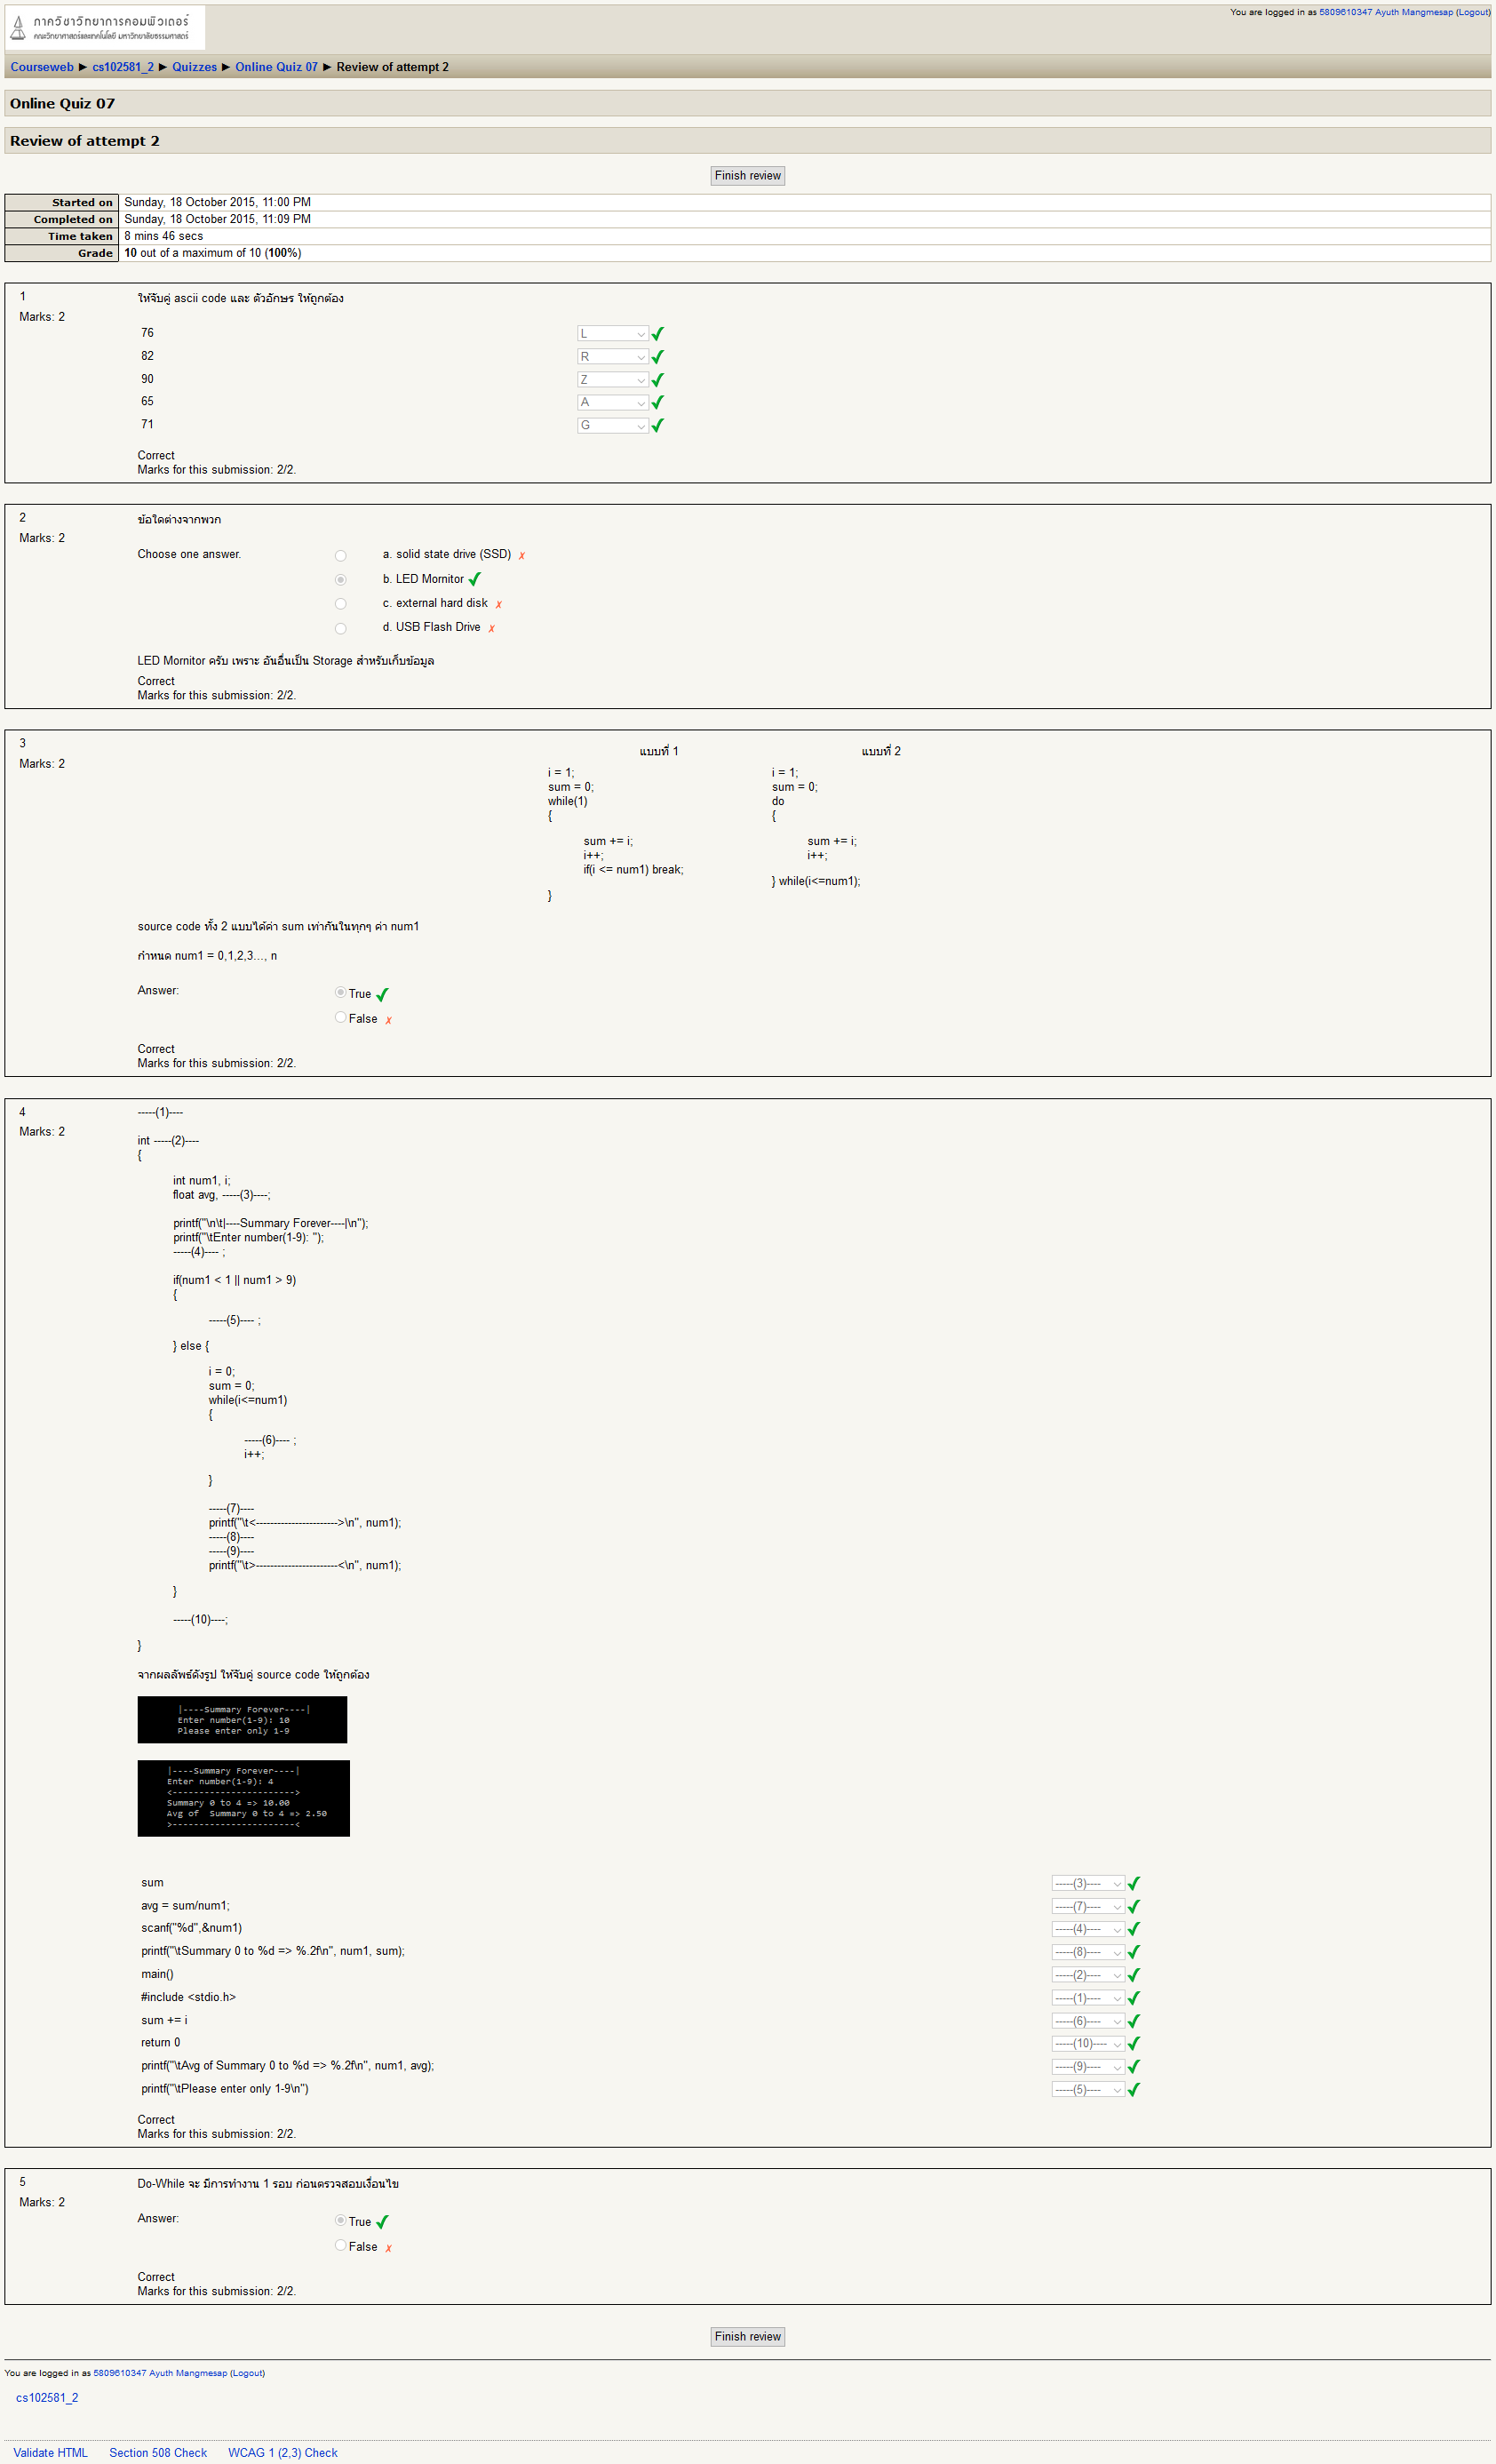 ภาควิชาวิทยาการคอมพิวเตอร์
คณะวิทยาศาสตร์และเทคโนโลยี มหาวิทยาลัยธรรมศาสตร์
You are logged in as 5809610347 Ayuth Mangmesap (Logout)
Courseweb ► cs102581_2 ► Quizzes ► Online Quiz 07 ► Review of attempt 2
Online Quiz 07
Review of attempt 2
Finish review
Started on Sunday, 18 October 2015, 11:00 PM
Completed on Sunday, 18 October 2015, 11:09 PM
Time taken 8 mins 46 secs
Grade 10 out of a maximum of 10 (100%)
1
Marks: 2
ให้จับคู่ ascii code และ ตัวอักษร ให้ถูกต้อง
76 L
82 R
90 Z
65 A
71 G
Correct
Marks for this submission: 2/2.
2
Marks: 2
ข้อใดต่างจากพวก
Choose one answer.
a. solid state drive (SSD) ✗
b. LED Mornitor ✓
c. external hard disk ✗
d. USB Flash Drive ✗
LED Mornitor ครับ เพราะ อันอื่นเป็น Storage สำหรับเก็บข้อมูล
Correct
Marks for this submission: 2/2.
3
Marks: 2
แบบที่ 1
i = 1;
sum = 0;
while(1)
{
sum += i;
i++;
if(i <= num1) break;
}
แบบที่ 2
i = 1;
sum = 0;
do
{
sum += i;
i++;
} while(i<=num1);
source code ทั้ง 2 แบบได้ค่า sum เท่ากันในทุกๆ ค่า num1
กำหนด num1 = 0,1,2,3..., n
Answer:
True ✓
False ✗
Correct
Marks for this submission: 2/2.
4
Marks: 2
-----(1)----
int -----(2)----
{
int num1, i;
float avg, -----(3)----;
printf("\n\t|----Summary Forever----|\n");
printf("\tEnter number(1-9): ");
-----(4)---- ;
if(num1 < 1 || num1 > 9)
{
-----(5)---- ;
} else {
i = 0;
sum = 0;
while(i<=num1)
{
-----(6)---- ;
i++;
}
-----(7)----
printf("\t<----------------------->\n", num1);
-----(8)----
-----(9)----
printf("\t>-----------------------<\n", num1);
}
-----(10)----;
}
จากผลลัพธ์ดังรูป ให้จับคู่ source code ให้ถูกต้อง
|----Summary Forever----|
Enter number(1-9): 10
Please enter only 1-9
|----Summary Forever----|
Enter number(1-9): 4
<----------------------->
Summary 0 to 4 => 10.00
Avg of  Summary 0 to 4 => 2.50
>-----------------------<
sum -----(3)----
avg = sum/num1; -----(7)----
scanf("%d",&num1) -----(4)----
printf("\tSummary 0 to %d => %.2f\n", num1, sum); -----(8)----
main() -----(2)----
#include <stdio.h> -----(1)----
sum += i -----(6)----
return 0 -----(10)----
printf("\tAvg of Summary 0 to %d => %.2f\n", num1, avg); -----(9)----
printf("\tPlease enter only 1-9\n") -----(5)----
Correct
Marks for this submission: 2/2.
5
Marks: 2
Do-While จะ มีการทำงาน 1 รอบ ก่อนตรวจสอบเงื่อนไข
Answer:
True ✓
False ✗
Correct
Marks for this submission: 2/2.
Finish review
You are logged in as 5809610347 Ayuth Mangmesap (Logout)
cs102581_2
Validate HTML Section 508 Check WCAG 1 (2,3) Check